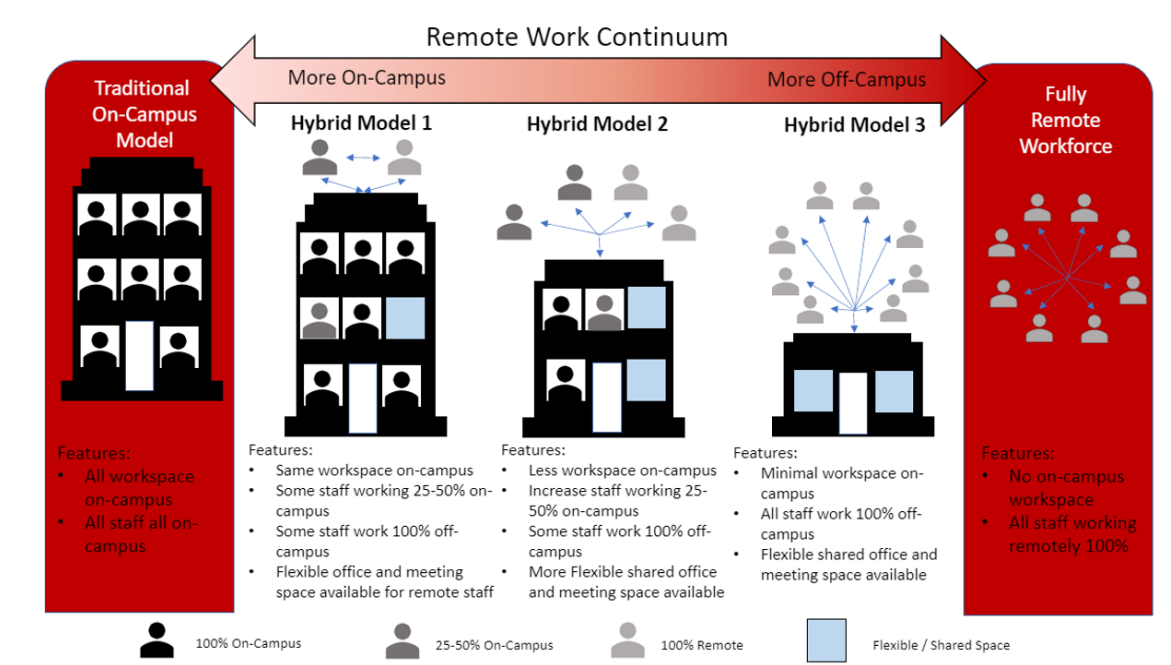 Remote Work Continuum
More On-Campus
More Off-Campus
Traditional
On-Campus
Model
Features:
• All workspace
on-campus
• All staff all on-
campus
Hybrid Model 1
Features:
• Same workspace on-campus
• Some staff working 25-50% on-
campus
• Some staff work 100% off-
campus
• Flexible office and meeting
space available for remote staff
Hybrid Model 2
Features:
• Less workspace on-campus
• Increase staff working 25-
50% on-campus
• Some staff work 100% off-
campus
• More Flexible shared office
and meeting space available
Hybrid Model 3
Features:
• Minimal workspace on-
campus
• All staff work 100% off-
campus
• Flexible shared office and
meeting space available
Fully
Remote
Workforce
Features:
• No on-campus
workspace
• All staff working
remotely 100%
100% On-Campus
25-50% On-Campus
100% Remote
Flexible / Shared Space